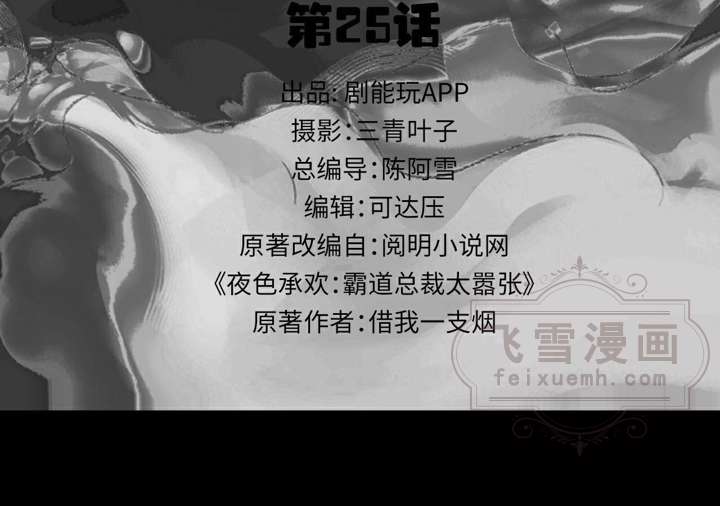 第25话
出品：剧能玩APP
摄影：三青叶子
总编导：陈阿雪
编辑：可达压
原著改编自：阅明小说网
《夜色承欢：霸道总裁太嚣张》
原著作者：借我一支烟
飞雪漫画
feixuemh.com